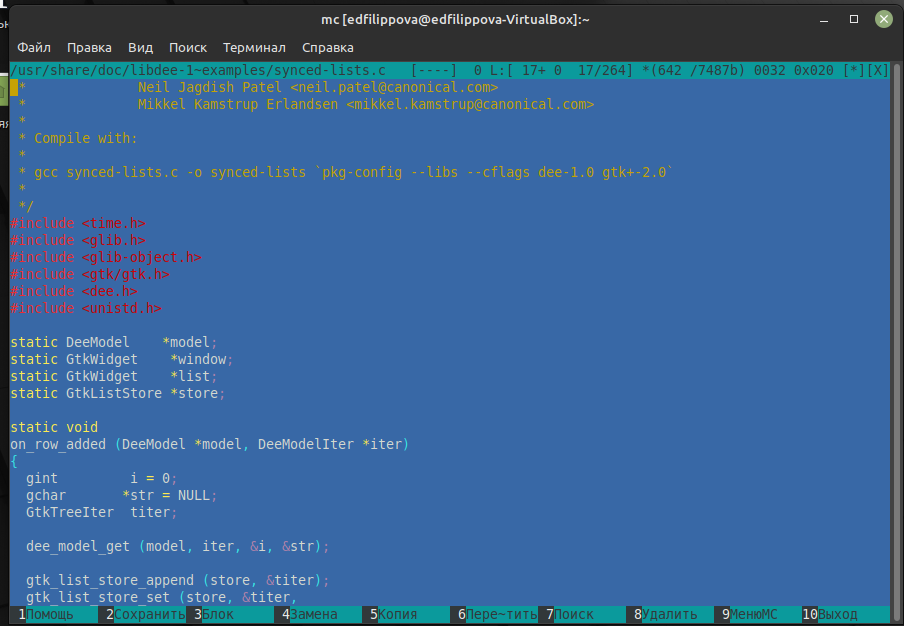 mc [edfilippova@edfilippova-VirtualBox]:~
Файл Правка Вид Поиск Терминал Справка
/usr/share/doc/libdee-1~examples/synced-lists.c [----] 0 L:[ 17+ 0 17/264] *(642 /7487b) 0032 0x020 [*][X]
* Neil Jagdish Patel <neil.patel@canonical.com>
* Mikkel Kamstrup Erlandsen <mikkel.kamstrup@canonical.com>
*
* Compile with:
*
* gcc synced-lists.c -o synced-lists `pkg-config --libs --cflags dee-1.0 gtk+-2.0`
*
*/
#include <time.h>
#include <glib.h>
#include <glib-object.h>
#include <gtk/gtk.h>
#include <dee.h>
#include <unistd.h>
static DeeModel *model;
static GtkWidget *window;
static GtkWidget *list;
static GtkListStore *store;
static void
on_row_added (DeeModel *model, DeeModelIter *iter)
{
gint i = 0;
gchar *str = NULL;
GtkTreeIter titer;
dee_model_get (model, iter, &i, &str);
gtk_list_store_append (store, &titer);
gtk_list_store_set (store, &titer,
1Помощь 2Сохранить 3Блок 4Замена 5Копия 6Пере~тить 7Поиск 8Удалить 9МенюМС 10Выход